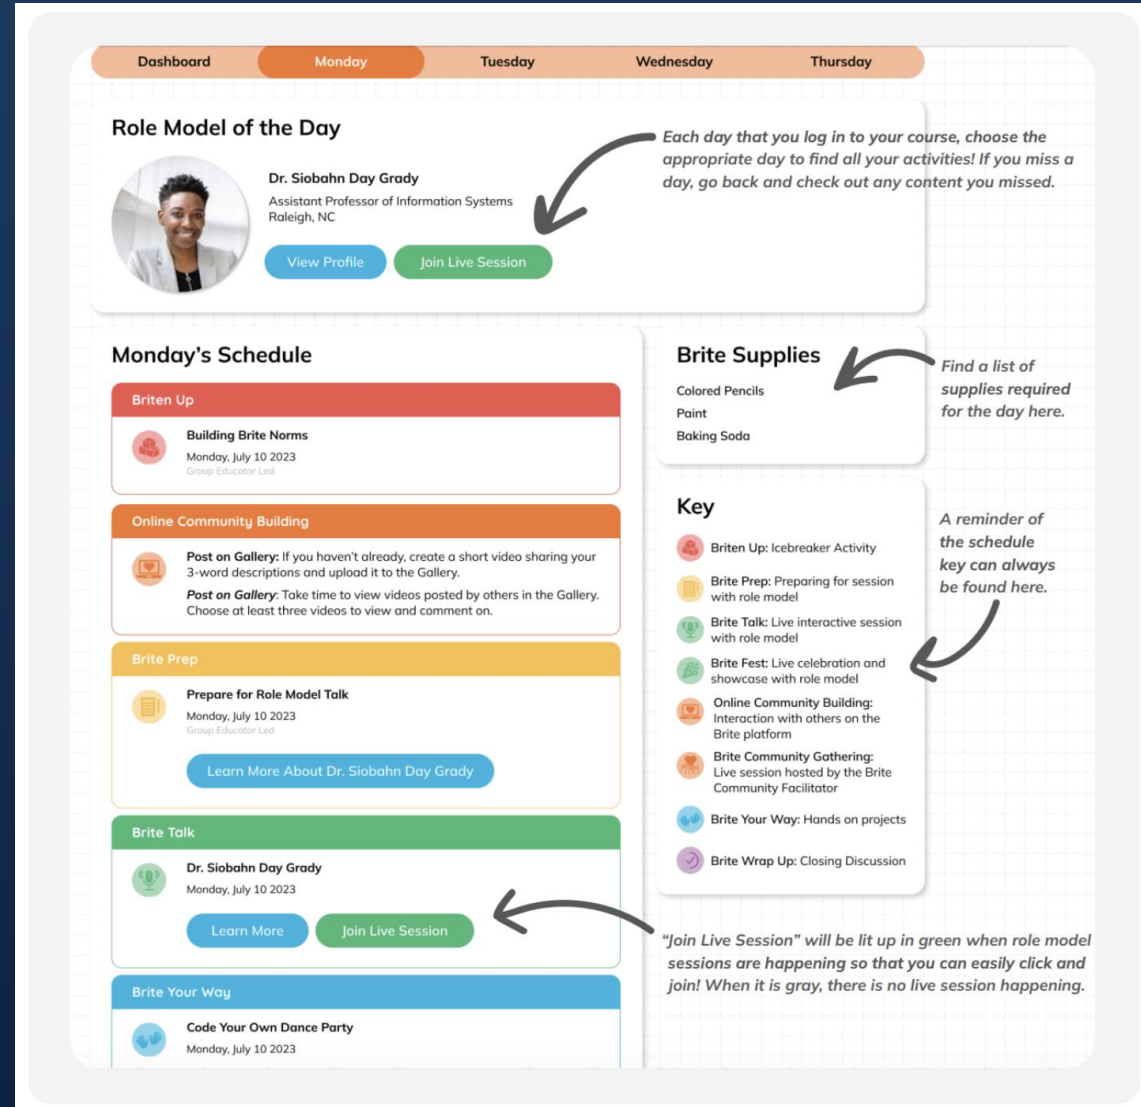 Dashboard
Monday
Tuesday
Wednesday
Thursday
Role Model of the Day
Dr. Siobahn Day Grady
Assistant Professor of Information Systems
Raleigh, NC
View Profile
Join Live Session
Each day that you log in to your course, choose the
appropriate day to find all your activities! If you miss a
day, go back and check out any content you missed.
Monday's Schedule
Briten Up
Building Brite Norms
Monday, July 10 2023
Group Educator Led
Online Community Building
Post on Gallery: If you haven't already, create a short video sharing your
3-word descriptions and upload it to the Gallery.
Post on Gallery: Take time to view videos posted by others in the Gallery.
Choose at least three videos to view and comment on.
Brite Prep
Prepare for Role Model Talk
Monday, July 10 2023
Group Educator Led
Learn More About Dr. Siobahn Day Grady
Brite Talk
Dr. Siobahn Day Grady
Monday, July 10 2023
Learn More
Join Live Session
Brite Your Way
Code Your Own Dance Party
Monday, July 10 2023
Brite Supplies
Colored Pencils
Paint
Baking Soda
Find a list of
supplies required
for the day here.
Key
Briten Up: Icebreaker Activity
Brite Prep: Preparing for session
with role model
Brite Talk: Live interactive session
with role model
Brite Fest: Live celebration and
showcase with role model
Online Community Building:
Interaction with others on the
Brite platform
Brite Community Gathering:
Live session hosted by the Brite
Community Facilitator
Brite Your Way: Hands on projects
Brite Wrap Up: Closing Discussion
A reminder of
the schedule
key can always
be found here.
"Join Live Session" will be lit up in green when role model
sessions are happening so that you can easily click and
join! When it is gray, there is no live session happening.